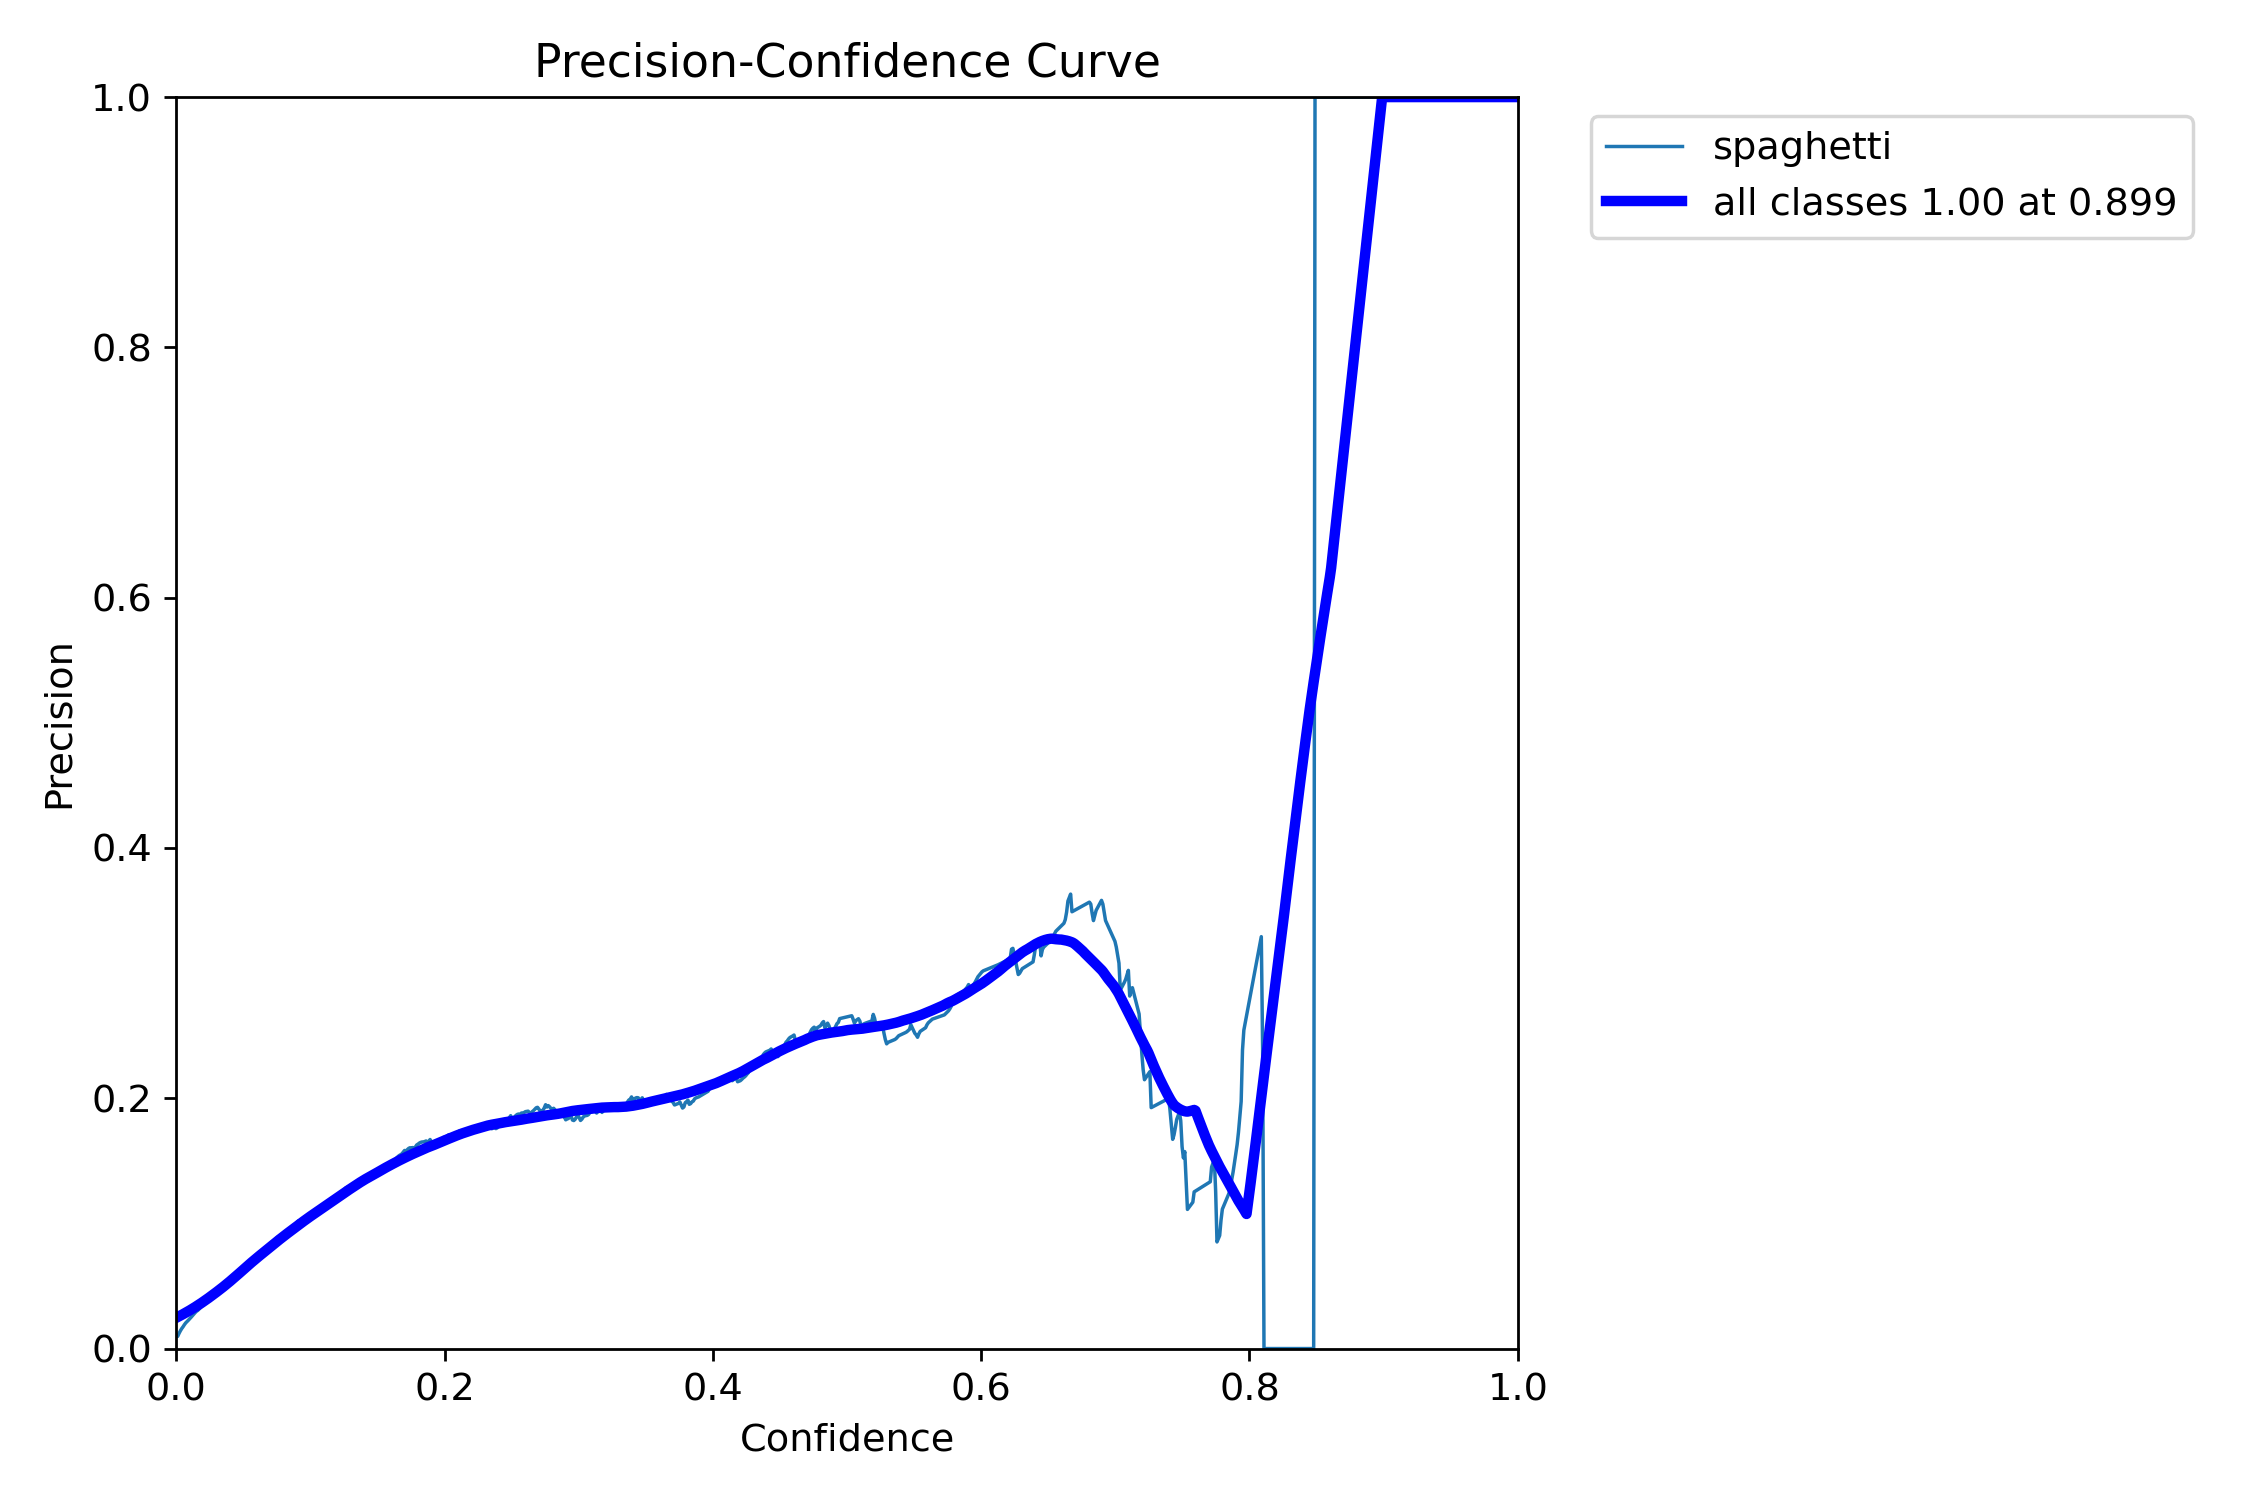 Precision-Confidence Curve
1.0
0.8
0.6
0.4
0.2
0.0
Precision
0.0 0.2 0.4 0.6 0.8 1.0
Confidence
spaghetti
all classes 1.00 at 0.899